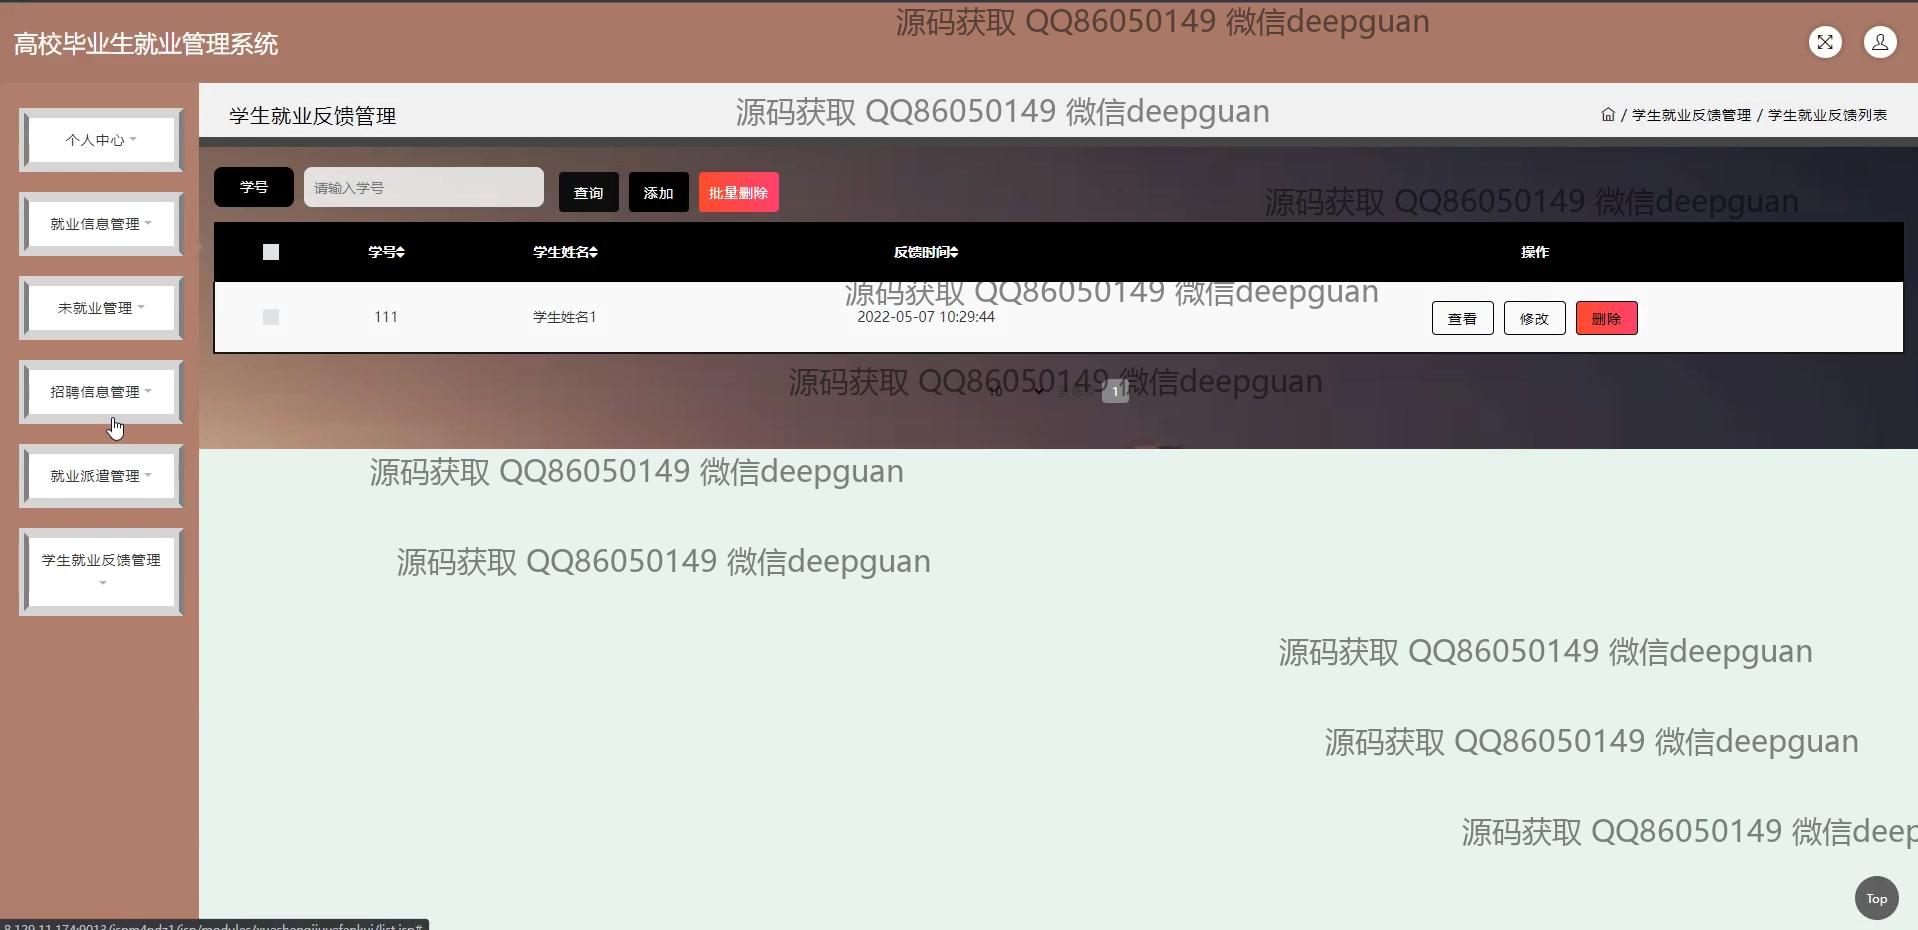 源码获取 QQ86050149 微信deepguan
高校毕业生就业管理系统
学生就业反馈管理
源码获取 QQ86050149 微信deepguan
/ 学生就业反馈管理 / 学生就业反馈列表
个人中心
就业信息管理
未就业管理
招聘信息管理
就业派遣管理
学生就业反馈管理
学号 请输入学号 查询 添加 批量删除
源码获取 QQ86050149 微信deepguan
学号 学生姓名 反馈时间 操作
源码获取 QQ86050149 微信deepguan
111 学生姓名1 2022-05-07 10:29:44 查看 修改 删除
源码获取 QQ86050149 微信deepguan
10 1
源码获取 QQ86050149 微信deepguan
源码获取 QQ86050149 微信deepguan
源码获取 QQ86050149 微信deepguan
源码获取 QQ86050149 微信deepguan
源码获取 QQ86050149 微信deep
Top